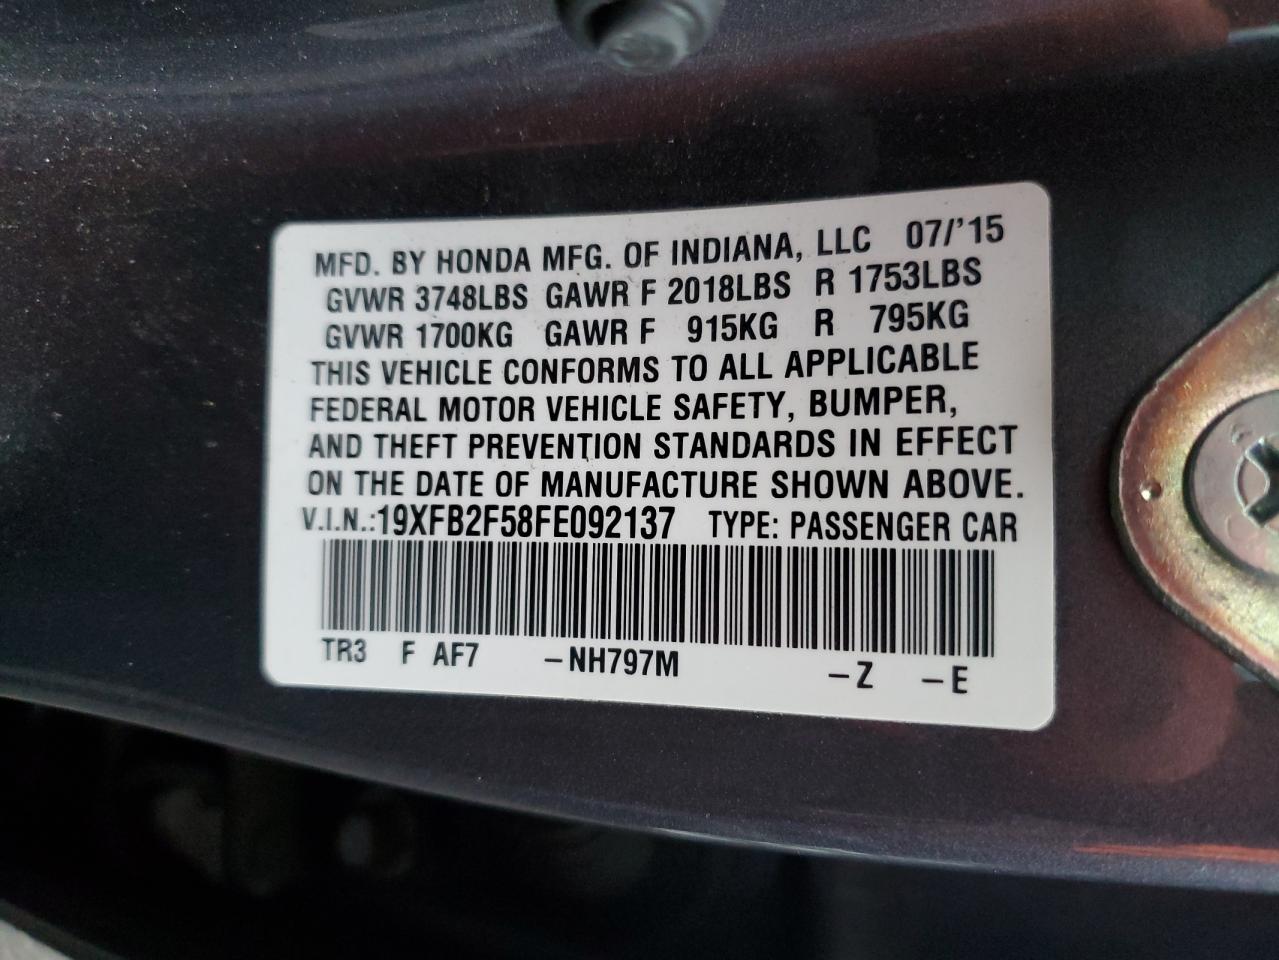 MFD. BY HONDA MFG. OF INDIANA, LLC 07/'15
GVWR 3748LBS GAWR F 2018LBS R 1753LBS
GVWR 1700KG GAWR F 915KG R 795KG
THIS VEHICLE CONFORMS TO ALL APPLICABLE
FEDERAL MOTOR VEHICLE SAFETY, BUMPER,
AND THEFT PREVENTION STANDARDS IN EFFECT
ON THE DATE OF MANUFACTURE SHOWN ABOVE.
V.I.N.:19XFB2F58FE092137 TYPE: PASSENGER CAR
TR3 F AF7 –NH797M –Z –E